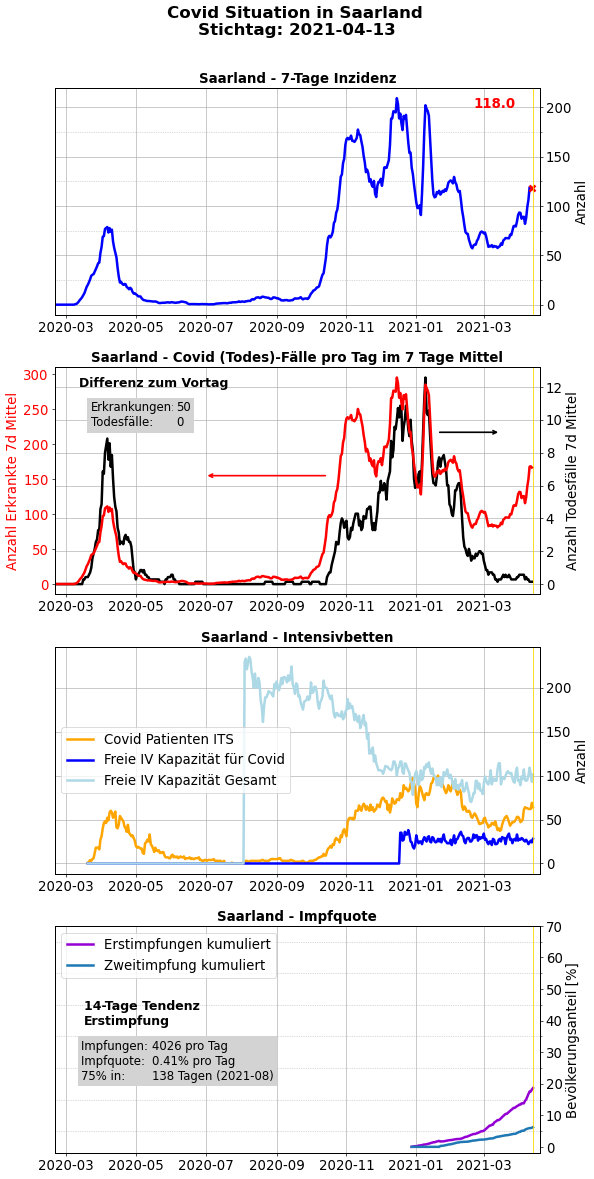 Covid Situation in Saarland
Stichtag: 2021-04-13
Saarland - 7-Tage Inzidenz
118.0
200
150
100
50
0
Anzahl
2020-03 2020-05 2020-07 2020-09 2020-11 2021-01 2021-03
Saarland - Covid (Todes)-Fälle pro Tag im 7 Tage Mittel
Differenz zum Vortag
Erkrankungen: 50
Todesfälle: 0
Anzahl Erkrankte 7d Mittel
300
250
200
150
100
50
0
12
10
8
6
4
2
0
Anzahl Todesfälle 7d Mittel
2020-03 2020-05 2020-07 2020-09 2020-11 2021-01 2021-03
Saarland - Intensivbetten
Covid Patienten ITS
Freie IV Kapazität für Covid
Freie IV Kapazität Gesamt
200
150
100
50
0
Anzahl
2020-03 2020-05 2020-07 2020-09 2020-11 2021-01 2021-03
Saarland - Impfquote
Erstimpfungen kumuliert
Zweitimpfung kumuliert
14-Tage Tendenz
Erstimpfung
Impfungen: 4026 pro Tag
Impfquote: 0.41% pro Tag
75% in: 138 Tagen (2021-08)
70
60
50
40
30
20
10
0
Bevölkerungsanteil [%]
2020-03 2020-05 2020-07 2020-09 2020-11 2021-01 2021-03